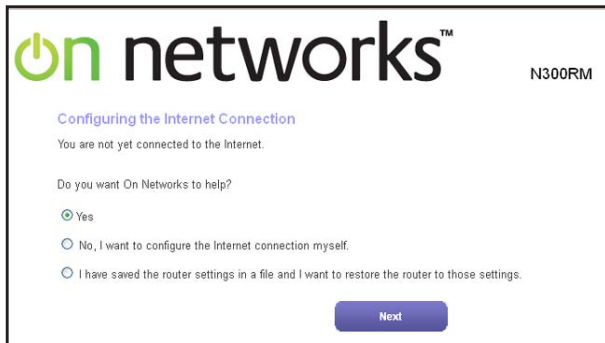 on networks™
N300RM
Configuring the Internet Connection
You are not yet connected to the Internet.
Do you want On Networks to help?
Yes
No, I want to configure the Internet connection myself.
I have saved the router settings in a file and I want to restore the router to those settings.
Next